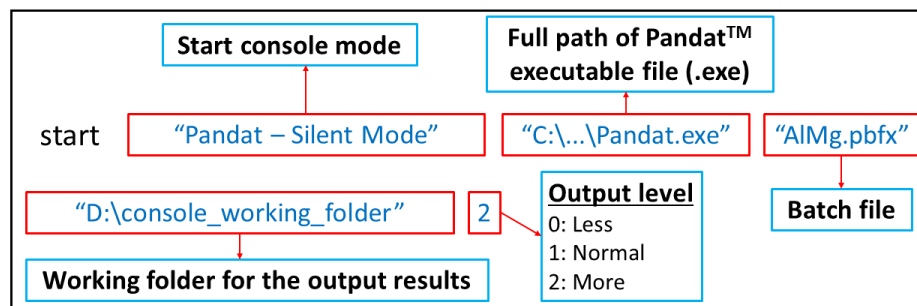 Start console mode
Full path of Pandat™
executable file (.exe)
start “Pandat – Silent Mode” “C:\...\Pandat.exe” “AlMg.pbfx”
“D:\console_working_folder” 2
Output level
0: Less
1: Normal
2: More
Batch file
Working folder for the output results